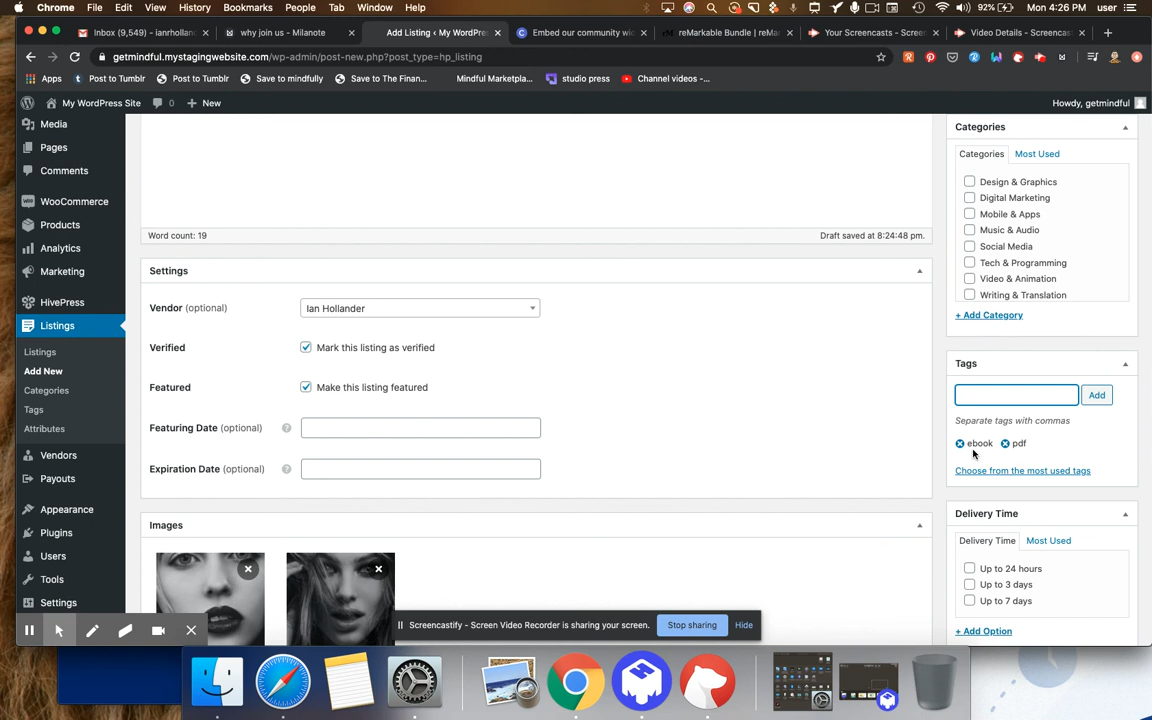 Chrome File Edit View History Bookmarks People Tab Window Help 92% Mon 4:26 PM user
Inbox (9,549) - ianrhollan why join us - Milanote Add Listing ‹ My WordPres Embed our community wi reMarkable Bundle | reMar Your Screencasts - Screen Video Details - Screencast
getmindful.mystagingwebsite.com/wp-admin/post-new.php?post_type=hp_listing
Apps Post to Tumblr Post to Tumblr Save to mindfully Save to The Finan... Mindful Marketpla... studio press Channel videos -...
My WordPress Site 0 New Howdy, getmindful
Media
Pages
Comments
WooCommerce
Products
Analytics
Marketing
HivePress
Listings
Listings
Add New
Categories
Tags
Attributes
Vendors
Payouts
Appearance
Plugins
Users
Tools
Settings
Word count: 19 Draft saved at 8:24:48 pm.
Settings
Vendor (optional) Ian Hollander
Verified Mark this listing as verified
Featured Make this listing featured
Featuring Date (optional)
Expiration Date (optional)
Images
Categories
Categories Most Used
Design & Graphics
Digital Marketing
Mobile & Apps
Music & Audio
Social Media
Tech & Programming
Video & Animation
Writing & Translation
+ Add Category
Tags
Add
Separate tags with commas
ebook pdf
Choose from the most used tags
Delivery Time
Delivery Time Most Used
Up to 24 hours
Up to 3 days
Up to 7 days
+ Add Option
Screencastify - Screen Video Recorder is sharing your screen. Stop sharing Hide